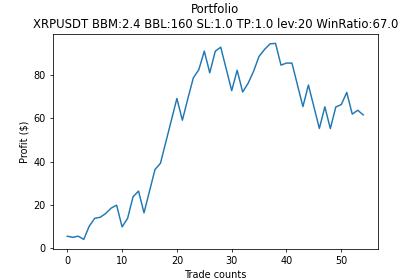 Portfolio
XRPUSDT BBM:2.4 BBL:160 SL:1.0 TP:1.0 lev:20 WinRatio:67.0
80
60
40
20
0
Profit ($)
0 10 20 30 40 50
Trade counts